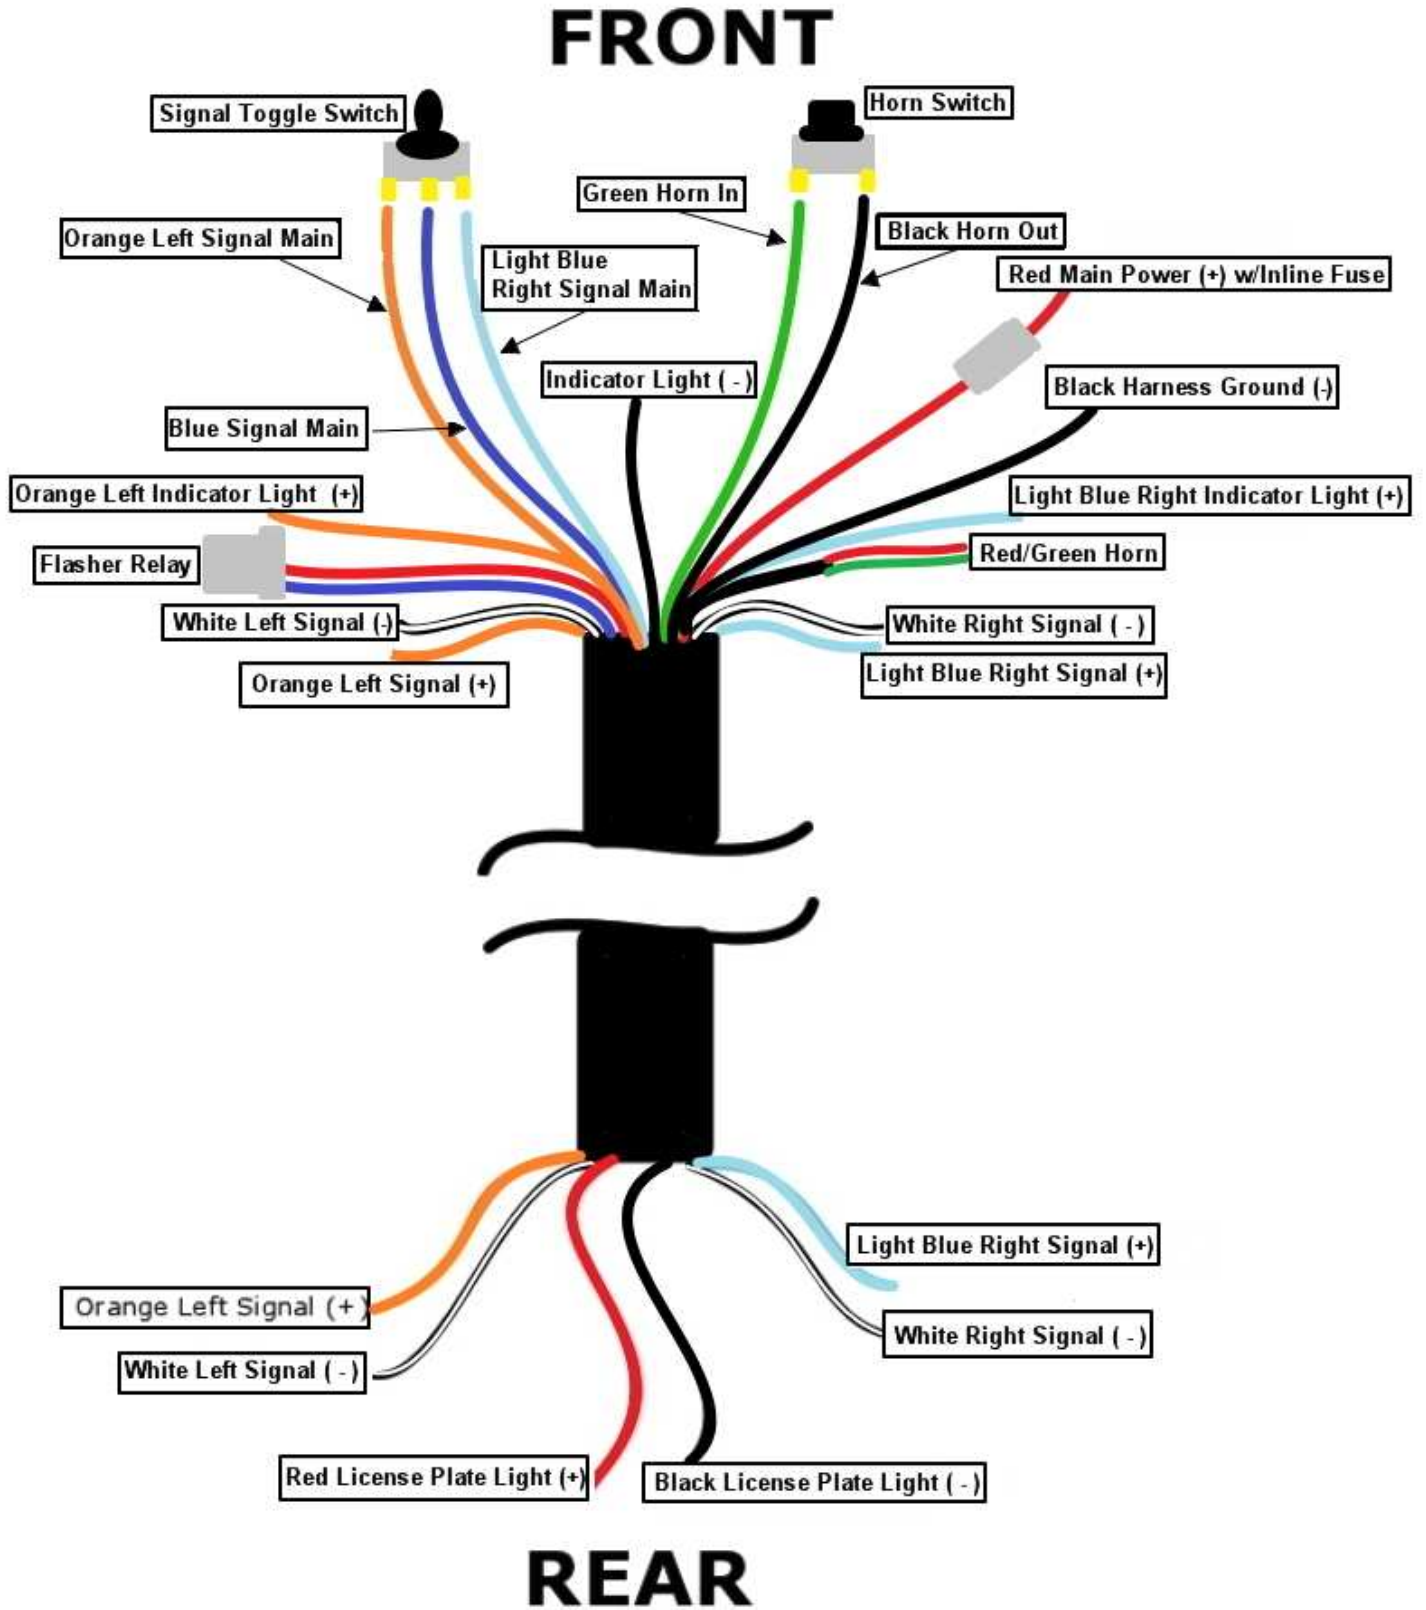 FRONT
Signal Toggle Switch
Horn Switch
Green Horn In
Orange Left Signal Main
Black Horn Out
Light Blue
Right Signal Main
Red Main Power (+) w/Inline Fuse
Indicator Light ( - )
Black Harness Ground (-)
Blue Signal Main
Orange Left Indicator Light (+)
Light Blue Right Indicator Light (+)
Flasher Relay
Red/Green Horn
White Left Signal (-)
White Right Signal ( - )
Orange Left Signal (+)
Light Blue Right Signal (+)
Light Blue Right Signal (+)
Orange Left Signal (+ )
White Right Signal ( - )
White Left Signal ( - )
Red License Plate Light (+)
Black License Plate Light ( - )
REAR